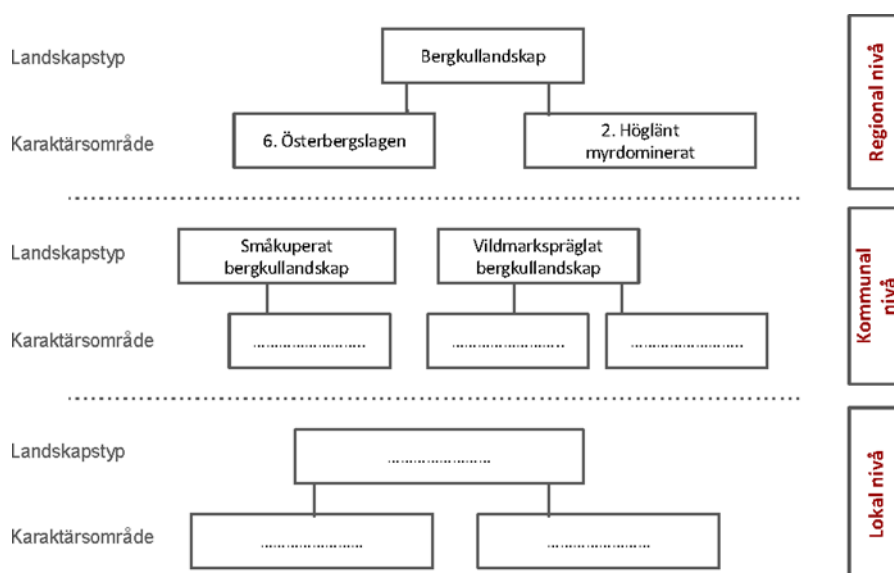 Landskapstyp
Bergkullandskap
Karaktärsområde
6. Österbergslagen
2. Höglänt
myrdominerat
Regional nivå
Landskapstyp
Småkuperat
bergkullandskap
Vildmarkspräglat
bergkullandskap
Karaktärsområde
........................
........................
........................
Kommunal
nivå
Landskapstyp
........................
Karaktärsområde
........................
........................
Lokal nivå